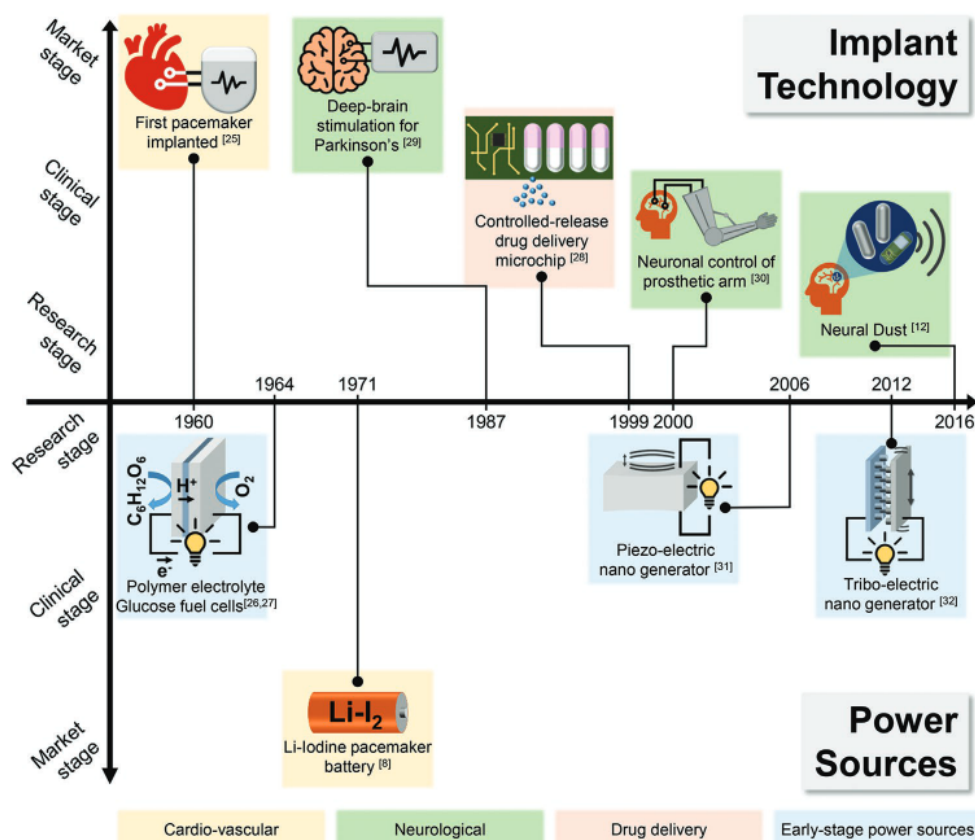 Market
stage
Clinical
stage
Research
stage
Implant
Technology
First pacemaker
implanted [25]
Deep-brain
stimulation for
Parkinson's [29]
Controlled-release
drug delivery
microchip [28]
Neuronal control of
prosthetic arm [30]
Neural Dust [12]
1964
1971
2006
2012
1960
1987
1999
2000
2016
Research
stage
Clinical
stage
Market
stage
C6H12O6
H+
O2
e-
Polymer electrolyte
Glucose fuel cells[26,27]
Piezo-electric
nano generator [31]
Tribo-electric
nano generator [32]
Li-I2
Li-Iodine pacemaker
battery [8]
Power
Sources
Cardio-vascular
Neurological
Drug delivery
Early-stage power sources